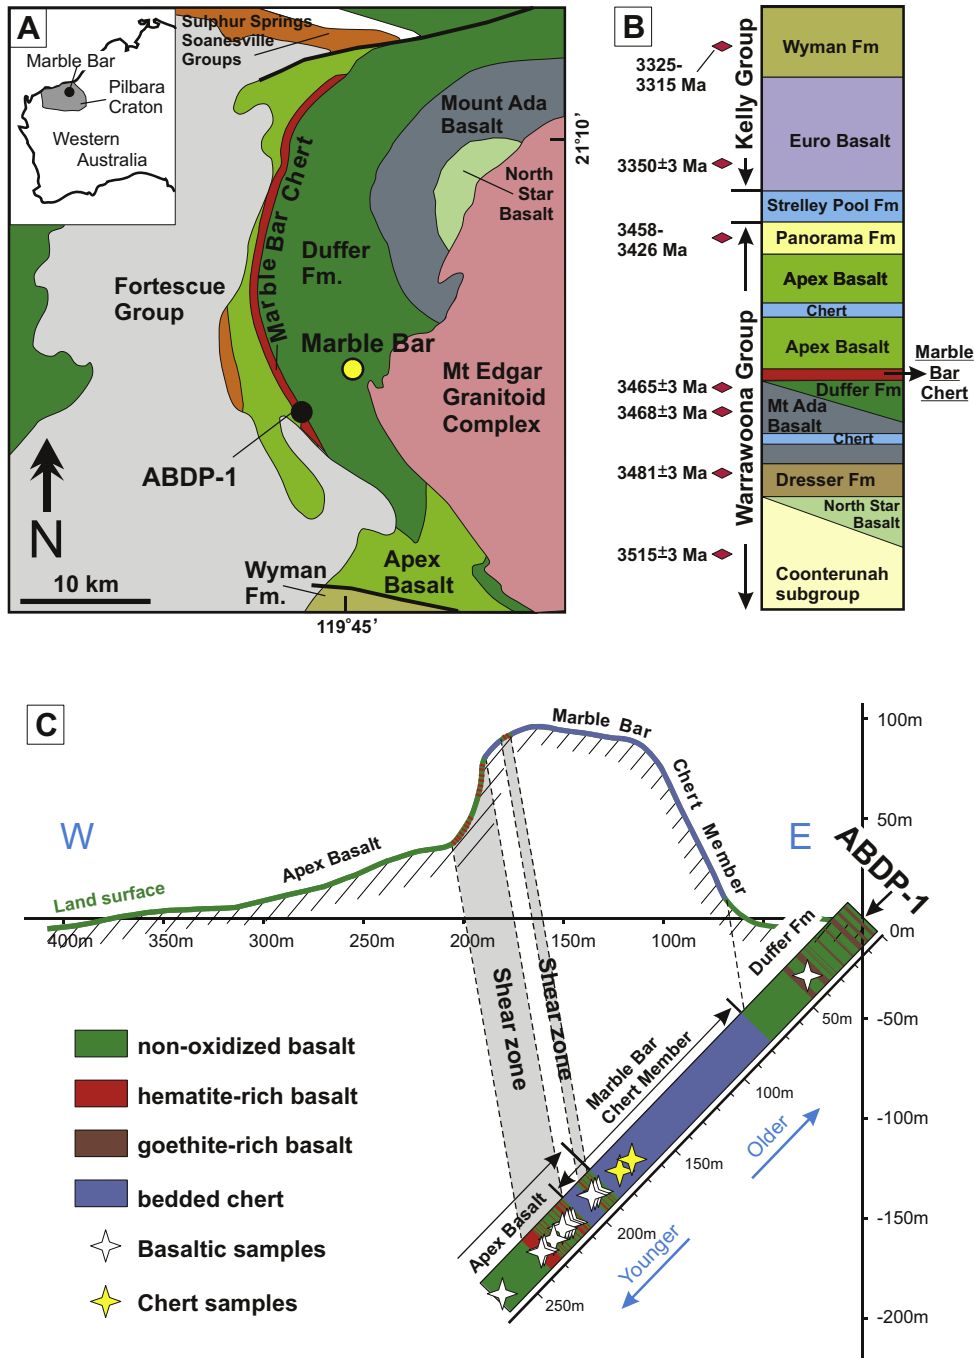 A
Sulphur Springs
Soanesville
Groups
Marble Bar
Pilbara
Craton
Western
Australia
Mount Ada
Basalt
21°10’
North
Star
Basalt
Marble Bar Chert
Duffer
Fm.
Fortescue
Group
Marble Bar
Mt Edgar
Granitoid
Complex
ABDP-1
N
10 km
Wyman
Fm.
Apex
Basalt
119°45’
B
Kelly Group
Warrawoona Group
3325-
3315 Ma
3350±3 Ma
3458-
3426 Ma
3465±3 Ma
3468±3 Ma
3481±3 Ma
3515±3 Ma
Wyman Fm
Euro Basalt
Strelley Pool Fm
Panorama Fm
Apex Basalt
Chert
Apex Basalt
Marble
Bar
Chert
Duffer Fm
Mt Ada
Basalt
Chert
Dresser Fm
North Star
Basalt
Coonterunah
subgroup
C
W
E
Marble Bar
Chert Member
Apex Basalt
Land surface
ABDP-1
100m
50m
0m
-50m
-100m
-150m
-200m
400m
350m
300m
250m
200m
150m
100m
Duffer Fm
Shear zone
Shear zone
Marble Bar
Chert Member
Apex Basalt
50m
100m
150m
200m
250m
Older
Younger
non-oxidized basalt
hematite-rich basalt
goethite-rich basalt
bedded chert
Basaltic samples
Chert samples